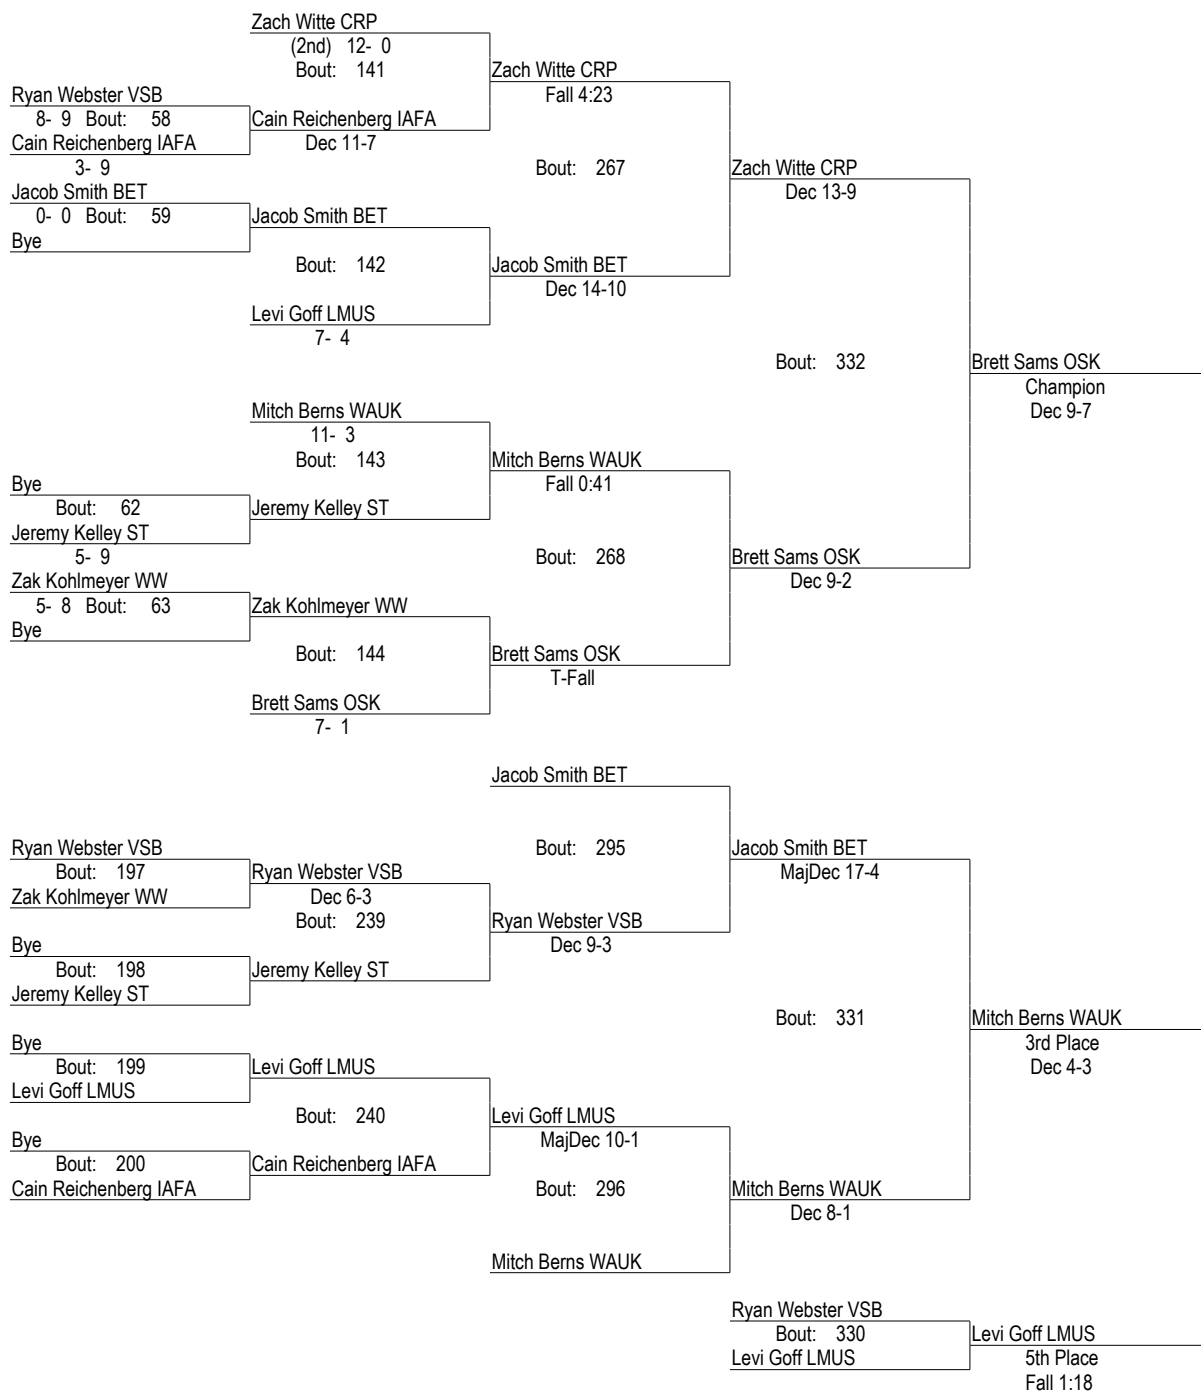 Zach Witte CRP
(2nd) 12- 0
Bout: 141
Zach Witte CRP
Fall 4:23
Ryan Webster VSB
8- 9 Bout: 58
Cain Reichenberg IAFA
Dec 11-7
Cain Reichenberg IAFA
3- 9
Bout: 267
Zach Witte CRP
Dec 13-9
Jacob Smith BET
0- 0 Bout: 59
Jacob Smith BET
Bye
Bout: 142
Jacob Smith BET
Dec 14-10
Levi Goff LMUS
7- 4
Bout: 332
Brett Sams OSK
Champion
Dec 9-7
Mitch Berns WAUK
11- 3
Bout: 143
Mitch Berns WAUK
Fall 0:41
Bye
Bout: 62
Jeremy Kelley ST
Jeremy Kelley ST
5- 9
Bout: 268
Brett Sams OSK
Dec 9-2
Zak Kohlmeyer WW
5- 8 Bout: 63
Zak Kohlmeyer WW
Bye
Bout: 144
Brett Sams OSK
T-Fall
Brett Sams OSK
7- 1
Jacob Smith BET
Ryan Webster VSB
Bout: 295
Jacob Smith BET
MajDec 17-4
Bout: 197
Ryan Webster VSB
Dec 6-3
Zak Kohlmeyer WW
Bout: 239
Ryan Webster VSB
Dec 9-3
Bye
Bout: 198
Jeremy Kelley ST
Jeremy Kelley ST
Bout: 331
Mitch Berns WAUK
3rd Place
Dec 4-3
Bye
Bout: 199
Levi Goff LMUS
Levi Goff LMUS
Bout: 240
Levi Goff LMUS
MajDec 10-1
Bye
Bout: 200
Cain Reichenberg IAFA
Cain Reichenberg IAFA
Bout: 296
Mitch Berns WAUK
Dec 8-1
Mitch Berns WAUK
Ryan Webster VSB
Bout: 330
Levi Goff LMUS
Levi Goff LMUS
5th Place
Fall 1:18